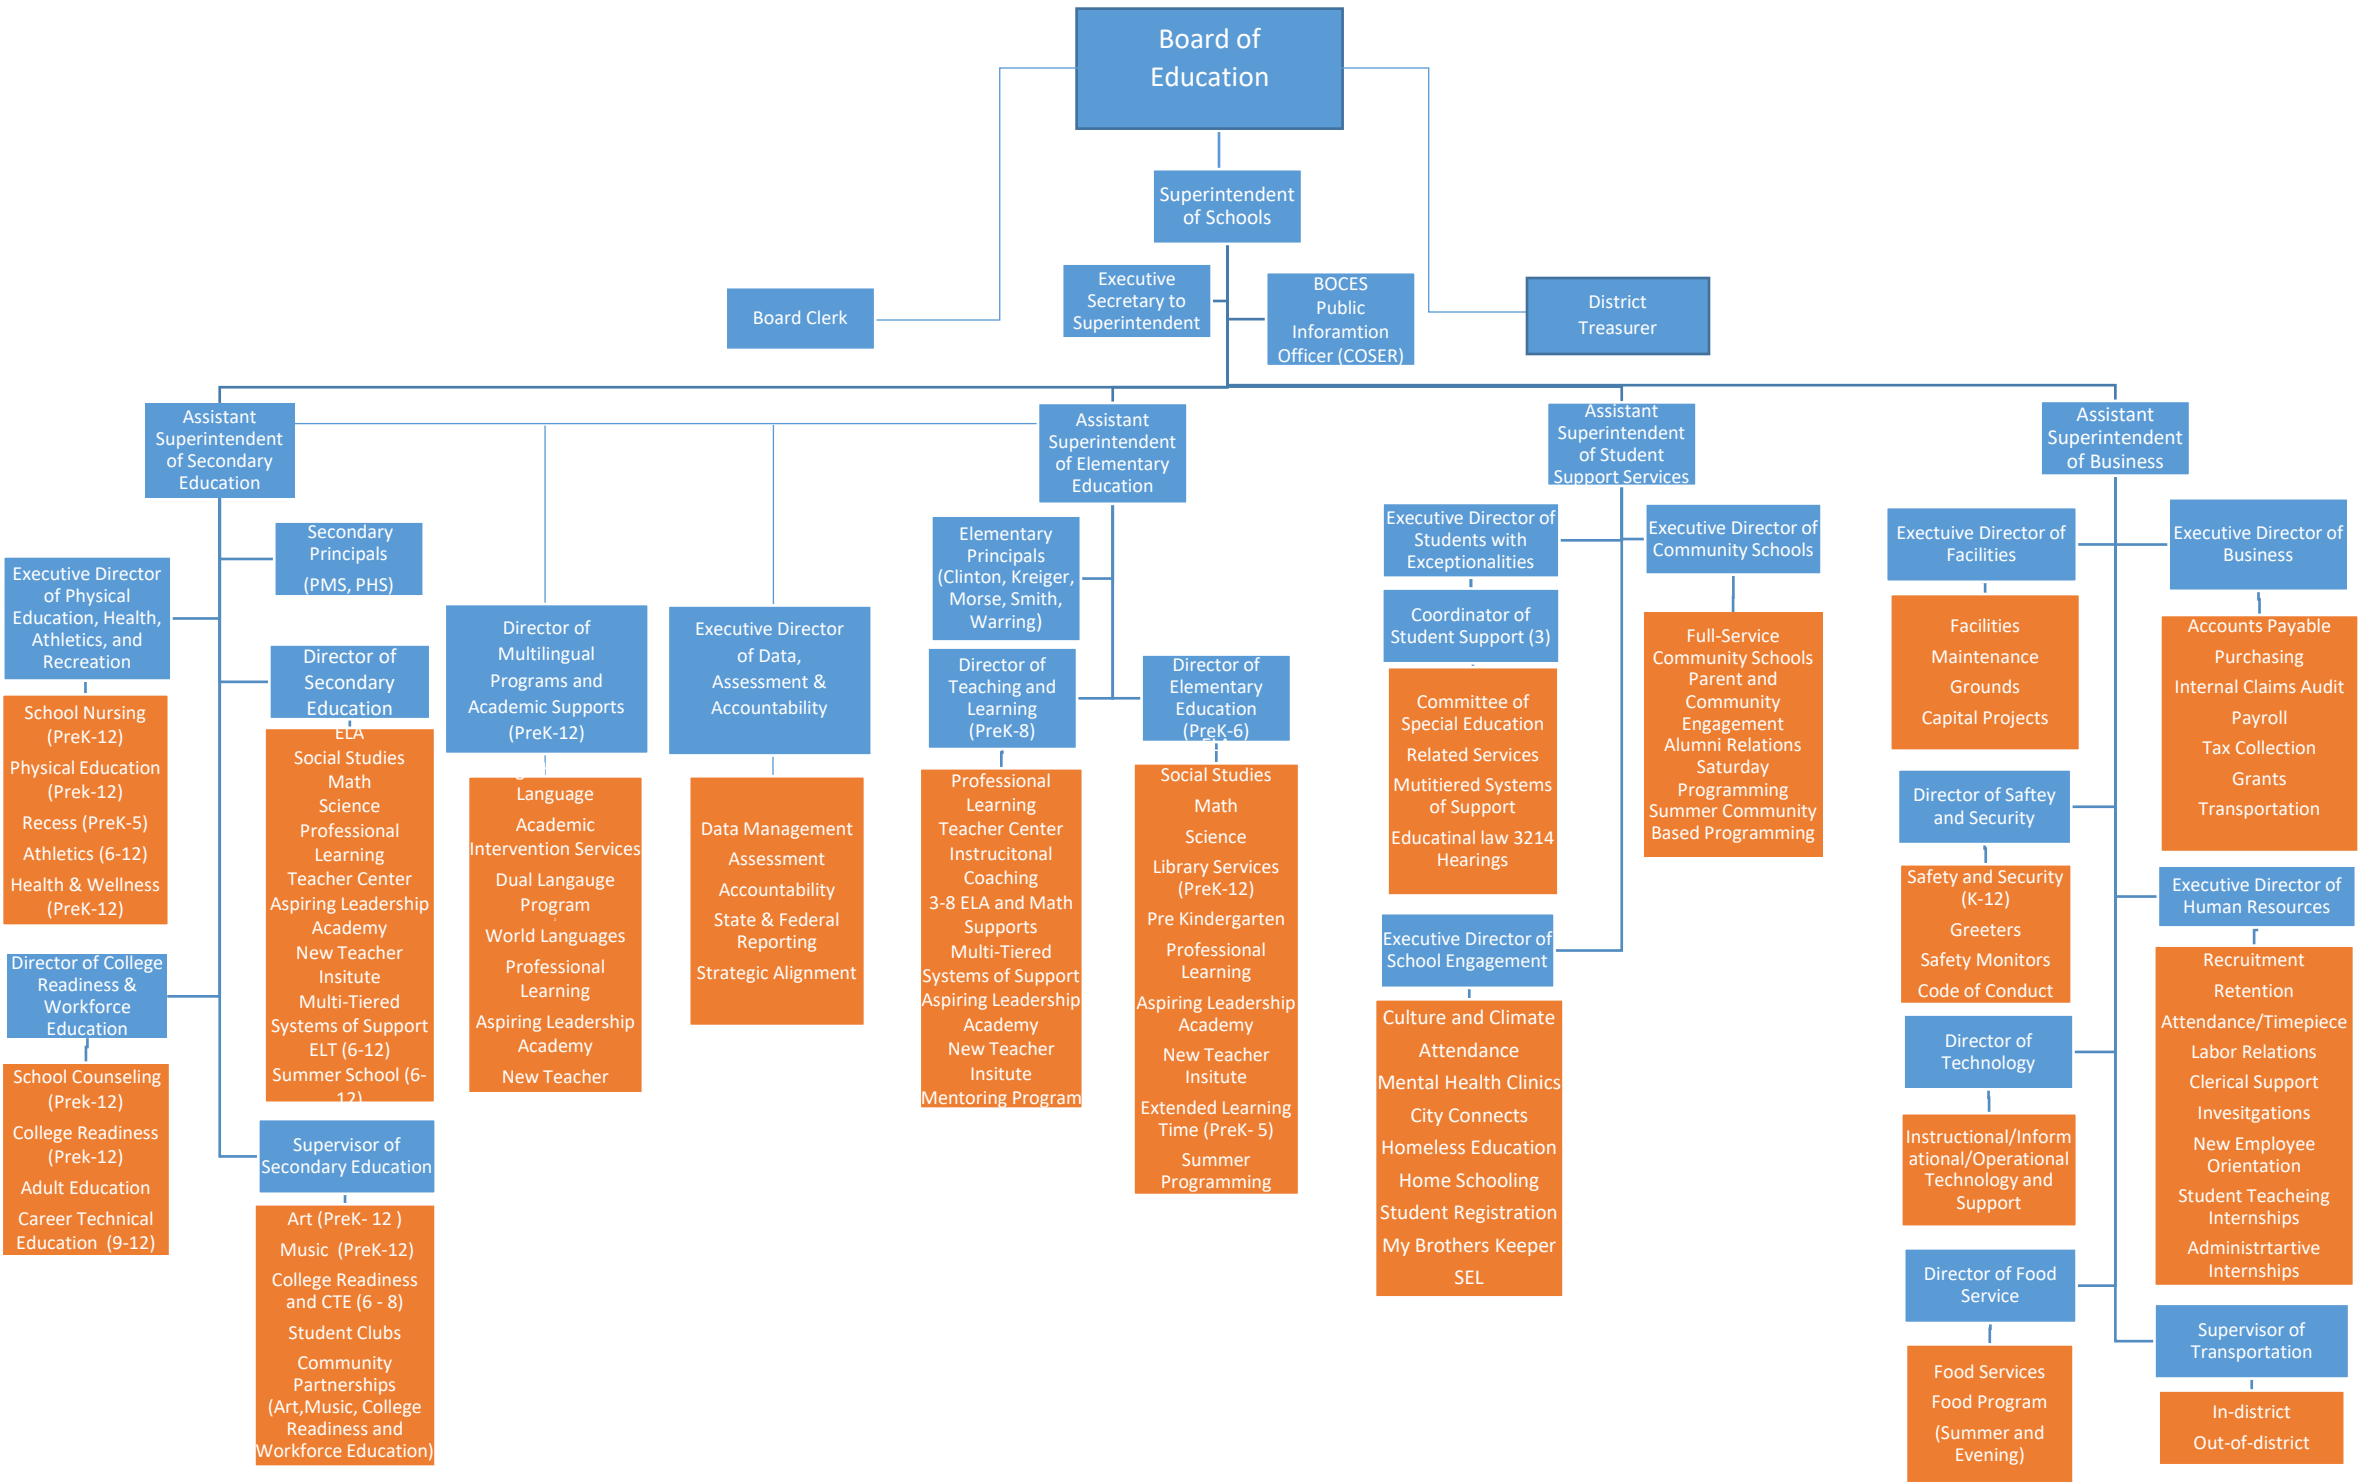 Board of
Education
Superintendent
of Schools
Executive
Secretary to
Superintendent
BOCES
Public
Inforamtion
Officer (COSER)
Board Clerk
District
Treasurer
Assistant
Superintendent
of Secondary
Education
Assistant
Superintendent
of Elementary
Education
Assistant
Superintendent
of Student
Support Services
Assistant
Superintendent
of Business
Secondary
Principals
(PMS, PHS)
Executive Director
of Physical
Education, Health,
Athletics, and
Recreation
School Nursing
(PreK-12)
Physical Education
(Prek-12)
Recess (PreK-5)
Athletics (6-12)
Health & Wellness
(PreK-12)
Director of College
Readiness &
Workforce
Education
School Counseling
(Prek-12)
College Readiness
(Prek-12)
Adult Education
Career Technical
Education (9-12)
Director of
Secondary
Education
ELA
Social Studies
Math
Science
Professional
Learning
Teacher Center
Aspiring Leadership
Academy
New Teacher
Insitute
Multi-Tiered
Systems of Support
ELT (6-12)
Summer School (6-
12)
Supervisor of
Secondary Education
Art (PreK- 12 )
Music (PreK-12)
College Readiness
and CTE (6 - 8)
Student Clubs
Community
Partnerships
(Art,Music, College
Readiness and
Workforce Education)
Director of
Multilingual
Programs and
Academic Supports
(PreK-12)
Language
Academic
Intervention Services
Dual Langauge
Program
World Languages
Professional
Learning
Aspiring Leadership
Academy
New Teacher
Executive Director
of Data,
Assessment &
Accountability
Data Management
Assessment
Accountability
State & Federal
Reporting
Strategic Alignment
Elementary
Principals
(Clinton, Kreiger,
Morse, Smith,
Warring)
Director of
Teaching and
Learning
(PreK-8)
Professional
Learning
Teacher Center
Instrucitonal
Coaching
3-8 ELA and Math
Supports
Multi-Tiered
Systems of Support
Aspiring Leadership
Academy
New Teacher
Insitute
Mentoring Program
Director of
Elementary
Education
(PreK-6)
Social Studies
Math
Science
Library Services
(PreK-12)
Pre Kindergarten
Professional
Learning
Aspiring Leadership
Academy
New Teacher
Insitute
Extended Learning
Time (PreK- 5)
Summer
Programming
Executive Director of
Students with
Exceptionalities
Coordinator of
Student Support (3)
Committee of
Special Education
Related Services
Mutitiered Systems
of Support
Educatinal law 3214
Hearings
Executive Director of
School Engagement
Culture and Climate
Attendance
Mental Health Clinics
City Connects
Homeless Education
Home Schooling
Student Registration
My Brothers Keeper
SEL
Executive Director of
Community Schools
Full-Service
Community Schools
Parent and
Community
Engagement
Alumni Relations
Saturday
Programming
Summer Community
Based Programming
Exectuive Director of
Facilities
Facilities
Maintenance
Grounds
Capital Projects
Director of Saftey
and Security
Safety and Security
(K-12)
Greeters
Safety Monitors
Code of Conduct
Director of
Technology
Instructional/Inform
ational/Operational
Technology and
Support
Director of Food
Service
Food Services
Food Program
(Summer and
Evening)
Executive Director of
Business
Accounts Payable
Purchasing
Internal Claims Audit
Payroll
Tax Collection
Grants
Transportation
Executive Director of
Human Resources
Recruitment
Retention
Attendance/Timepiece
Labor Relations
Clerical Support
Invesitgations
New Employee
Orientation
Student Teacheing
Internships
Administrtartive
Internships
Supervisor of
Transportation
In-district
Out-of-district